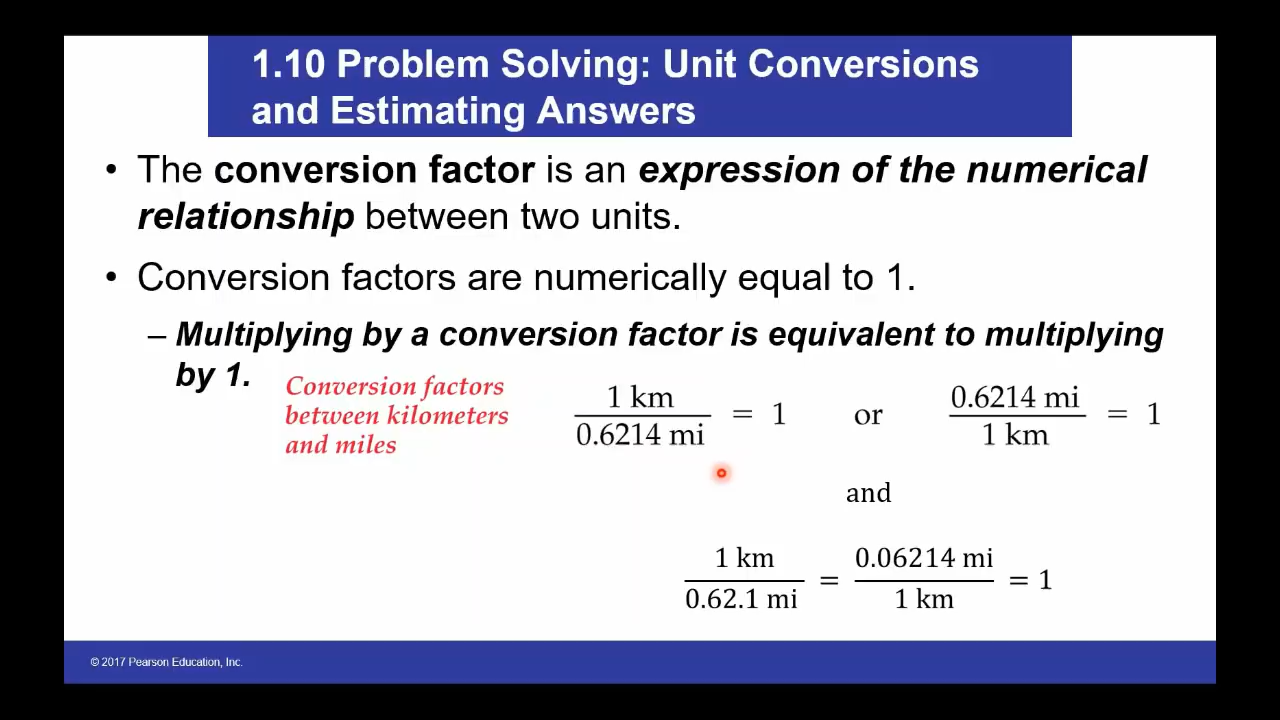 1.10 Problem Solving: Unit Conversions
and Estimating Answers
• The conversion factor is an expression of the numerical
relationship between two units.
• Conversion factors are numerically equal to 1.
– Multiplying by a conversion factor is equivalent to multiplying
by 1.
Conversion factors
between kilometers
and miles
1 km
0.6214 mi
= 1
or
0.6214 mi
1 km
= 1
and
1 km
0.62.1 mi
=
0.06214 mi
1 km
= 1
© 2017 Pearson Education, Inc.